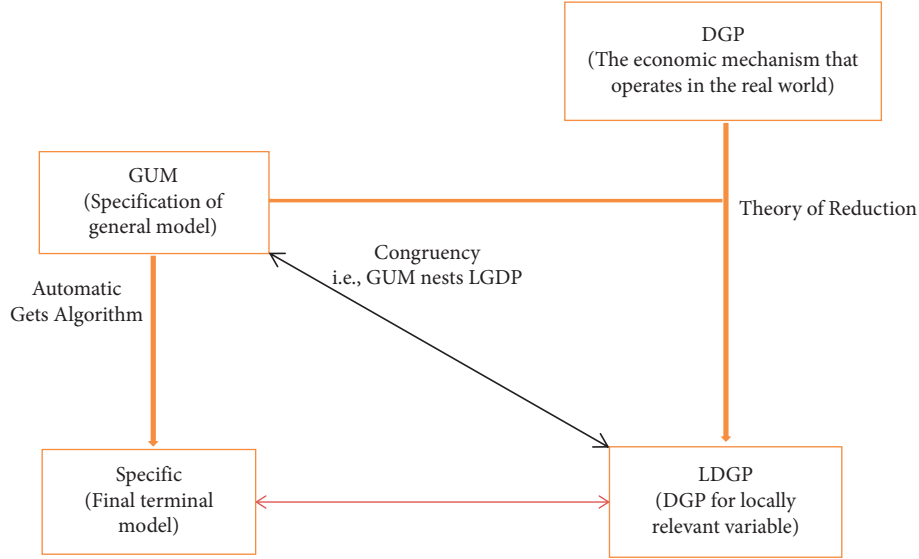 DGP
(The economic mechanism that
operates in the real world)
GUM
(Specification of
general model)
Theory of Reduction
Congruency
i.e., GUM nests LGDP
Automatic
Gets Algorithm
Specific
(Final terminal
model)
LDGP
(DGP for locally
relevant variable)